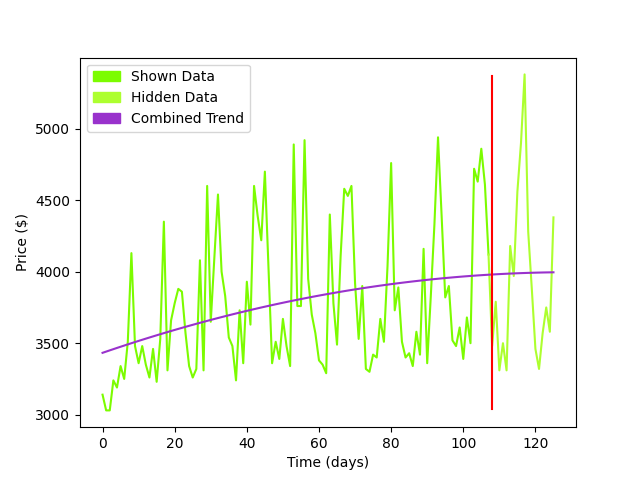 Shown Data
Hidden Data
Combined Trend
Price ($)
5000
4500
4000
3500
3000
0 20 40 60 80 100 120
Time (days)